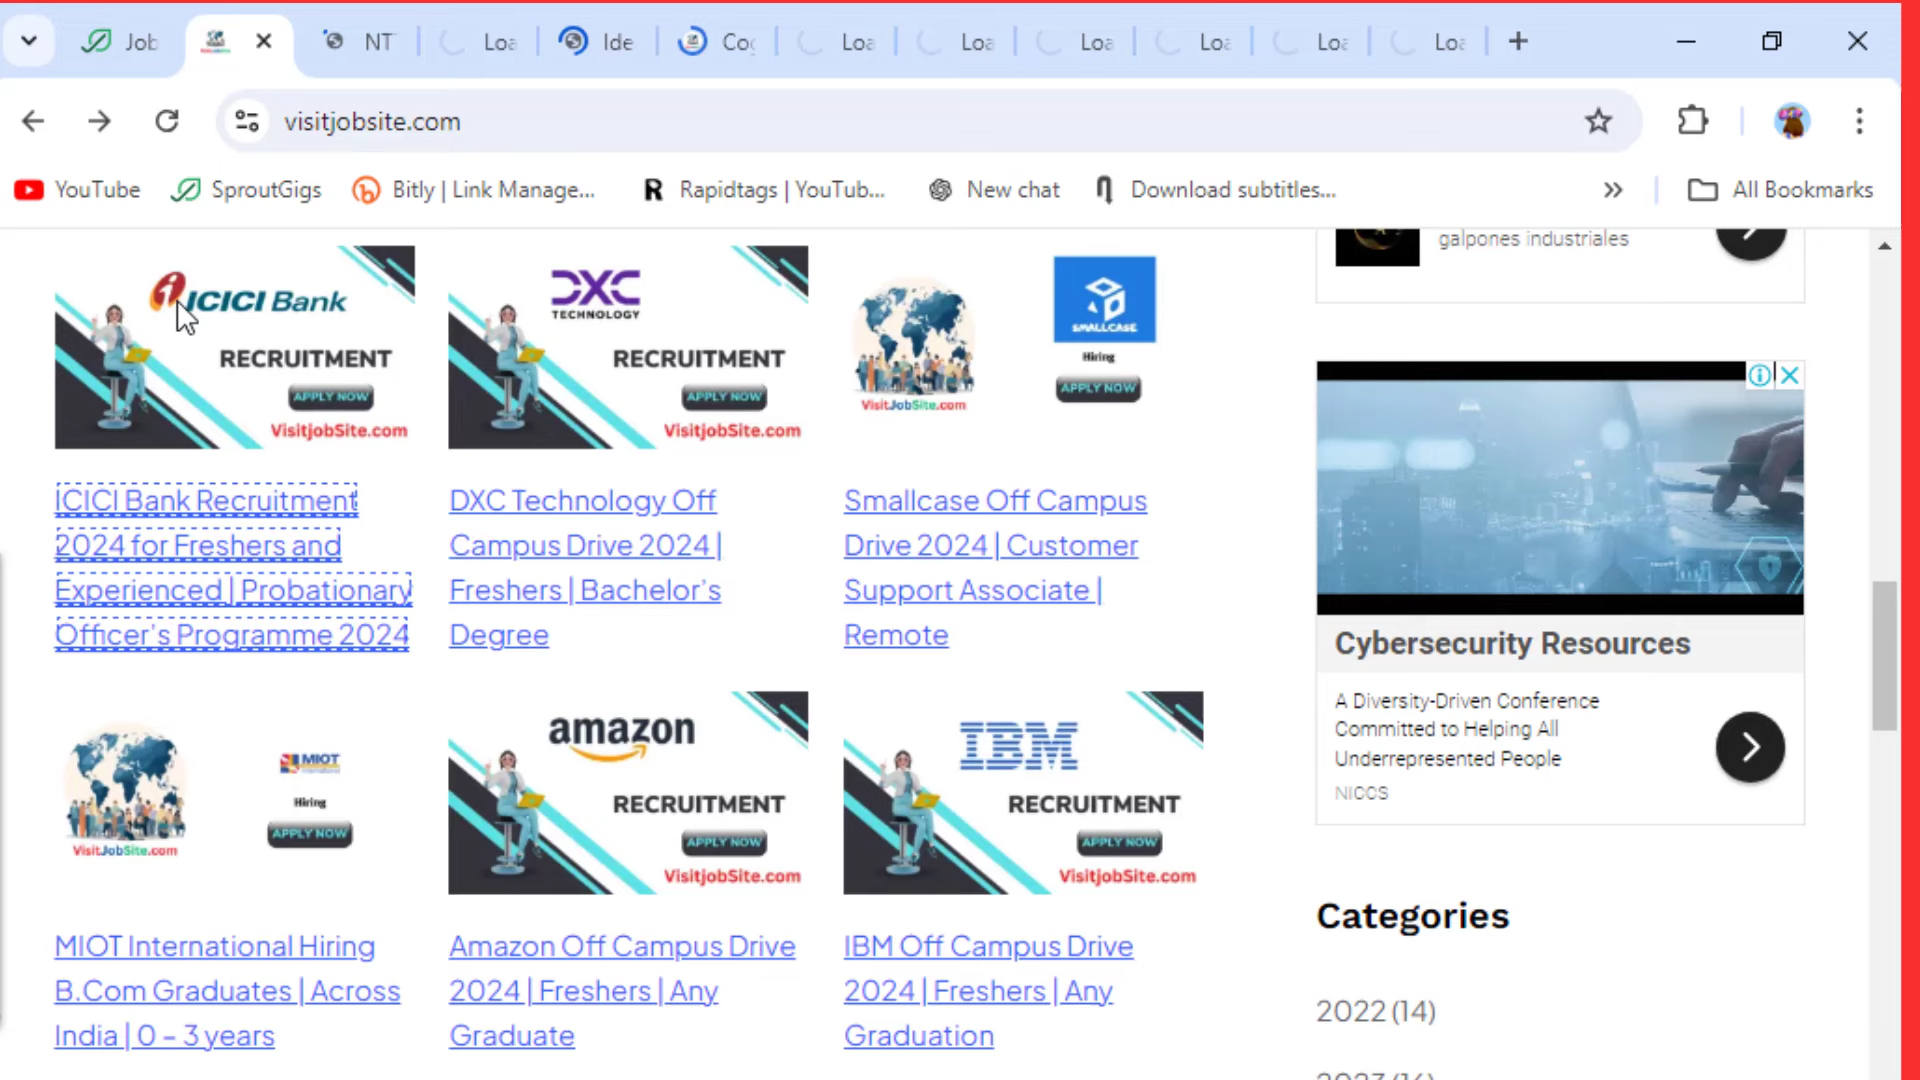 Job
NT
Loa
Ide
Cog
Loa
Loa
Loa
Loa
Loa
Loa
visitjobsite.com
YouTube
SproutGigs
Bitly | Link Manage...
Rapidtags | YouTub...
New chat
Download subtitles...
All Bookmarks
ICICI Bank
RECRUITMENT
APPLY NOW
VisitjobSite.com
DXC
TECHNOLOGY
RECRUITMENT
APPLY NOW
VisitjobSite.com
VisitJobSite.com
SMALLCASE
Hiring
APPLY NOW
galpones industriales
ICICI Bank Recruitment
2024 for Freshers and
Experienced | Probationary
Officer's Programme 2024
DXC Technology Off
Campus Drive 2024 |
Freshers | Bachelor's
Degree
Smallcase Off Campus
Drive 2024 | Customer
Support Associate |
Remote
Cybersecurity Resources
A Diversity-Driven Conference
Committed to Helping All
Underrepresented People
NICCS
VisitJobSite.com
MIOT
International
Hiring
APPLY NOW
amazon
RECRUITMENT
APPLY NOW
VisitjobSite.com
IBM
RECRUITMENT
APPLY NOW
VisitjobSite.com
MIOT International Hiring
B.Com Graduates | Across
India | 0 – 3 years
Amazon Off Campus Drive
2024 | Freshers | Any
Graduate
IBM Off Campus Drive
2024 | Freshers | Any
Graduation
Categories
2022 (14)